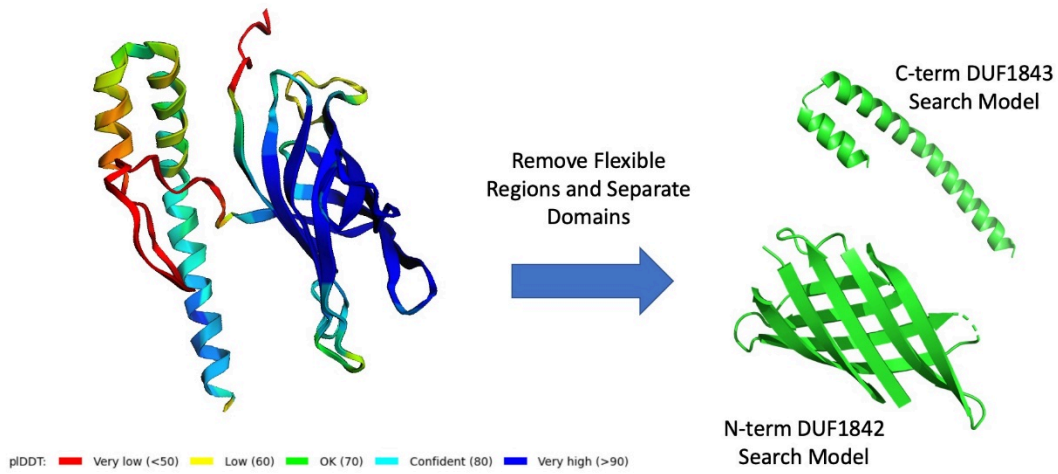 C-term DUF1843
Search Model
Remove Flexible
Regions and Separate
Domains
N-term DUF1842
Search Model
plDDT: Very low (<50) Low (60) OK (70) Confident (80) Very high (>90)